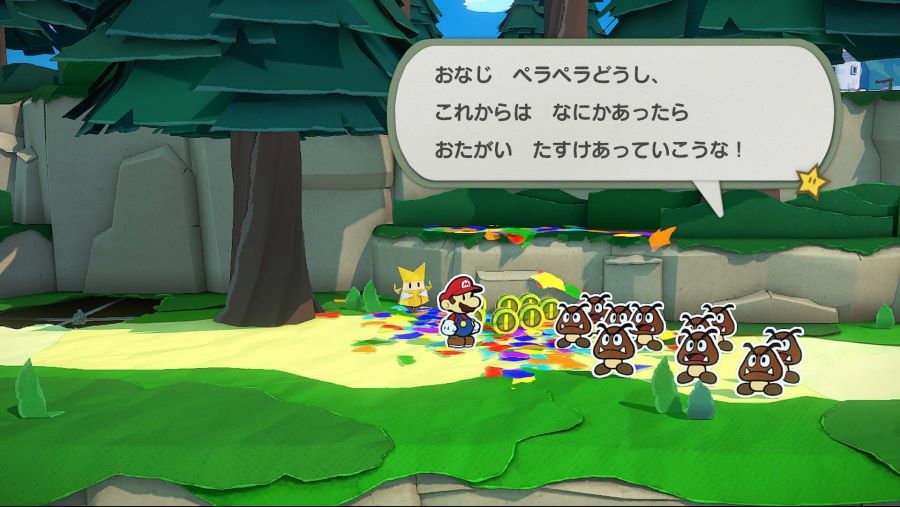 おなじ　ペラペラどうし、
これからは　なにかあったら
おたがい　たすけあっていこうな！